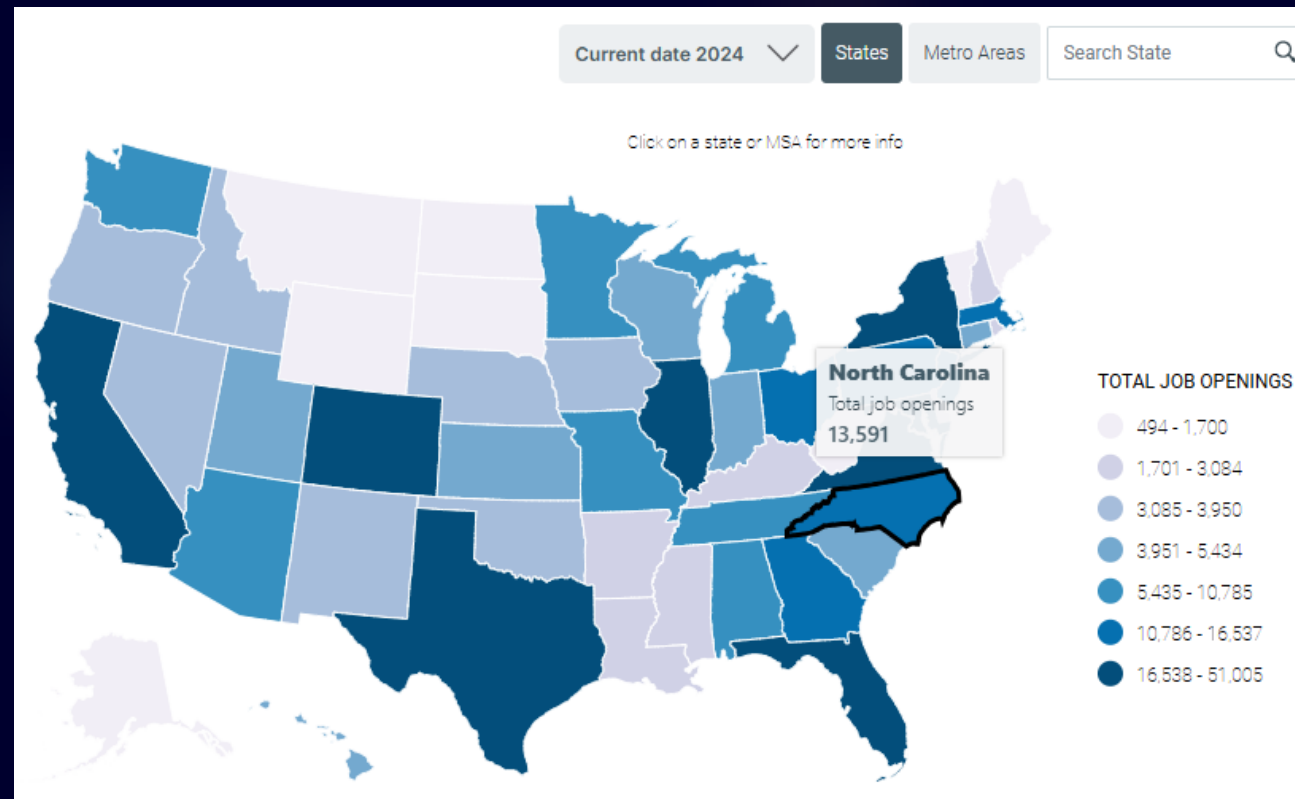 Current date 2024
States
Metro Areas
Search State
Click on a state or MSA for more info
North Carolina
Total job openings
13,591
TOTAL JOB OPENINGS
494 - 1,700
1,701 - 3,084
3,085 - 3,950
3,951 - 5,434
5,435 - 10,785
10,786 - 16,537
16,538 - 51,005